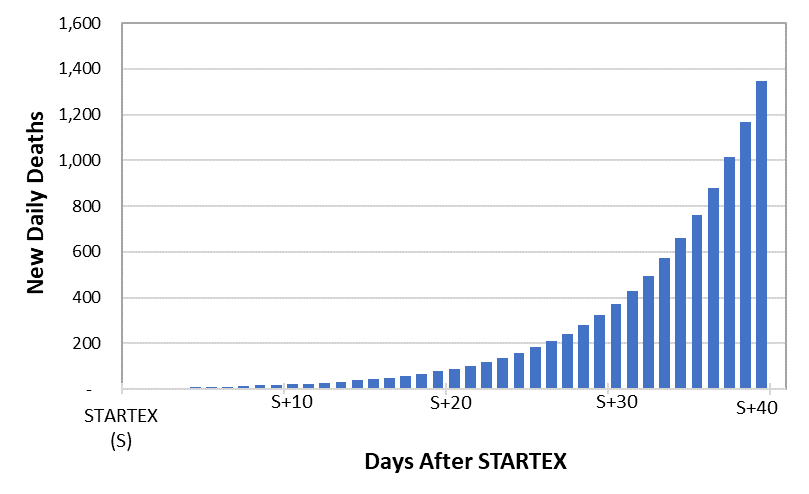 1,600
1,400
1,200
1,000
800
600
400
200
-
New Daily Deaths
STARTEX
(S)
S+10
S+20
S+30
S+40
Days After STARTEX